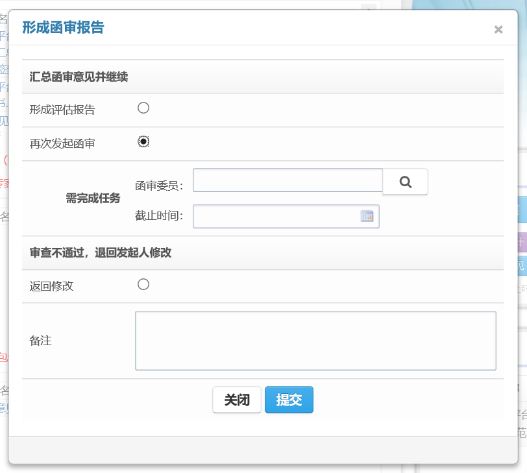 形成函审报告
×
汇总函审意见并继续
形成评估报告
再次发起函审
需完成任务
函审委员：
截止时间：
审查不通过，退回发起人修改
返回修改
备注
关闭 提交